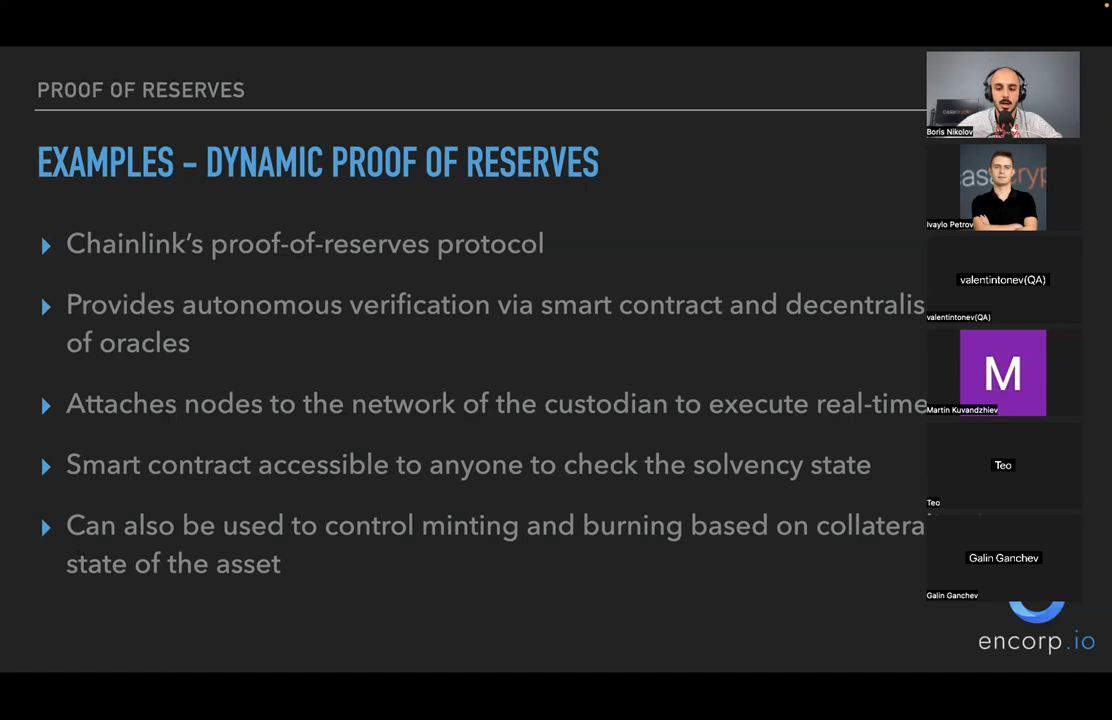 PROOF OF RESERVES
EXAMPLES – DYNAMIC PROOF OF RESERVES
Chainlink’s proof-of-reserves protocol
Provides autonomous verification via smart contract and decentralis
of oracles
Attaches nodes to the network of the custodian to execute real-time
Smart contract accessible to anyone to check the solvency state
Can also be used to control minting and burning based on collatera
state of the asset
Boris Nikolov
Ivaylo Petrov
valentintonev(QA)
valentintonev(QA)
M
Martin Kuvandzhiev
Teo
Teo
Galin Ganchev
Galin Ganchev
encorp.io